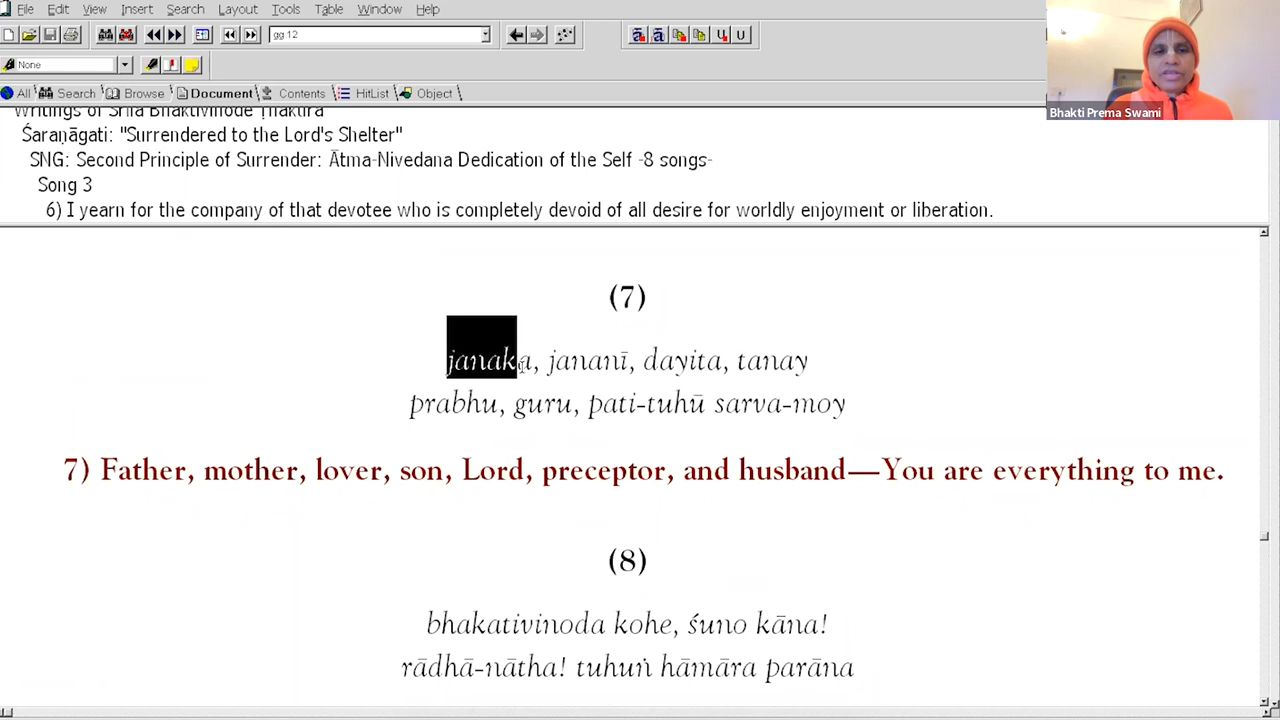 File Edit View Insert Search Layout Tools Table Window Help
gg 12
None
All Search Browse Document Contents HitList Object
Bhakti Prema Swami
Writings of Śrīla Bhaktivinode Ṭhākura
Śaraṇāgati: "Surrendered to the Lord's Shelter"
SNG: Second Principle of Surrender: Ātma-Nivedana Dedication of the Self -8 songs-
Song 3
6) I yearn for the company of that devotee who is completely devoid of all desire for worldly enjoyment or liberation.
(7)
janaka, jananī, dayita, tanay
prabhu, guru, pati-tuhū sarva-moy
7) Father, mother, lover, son, Lord, preceptor, and husband—You are everything to me.
(8)
bhakativinoda kohe, śuno kāna!
rādhā-nātha! tuhuṅ hāmāra parāna